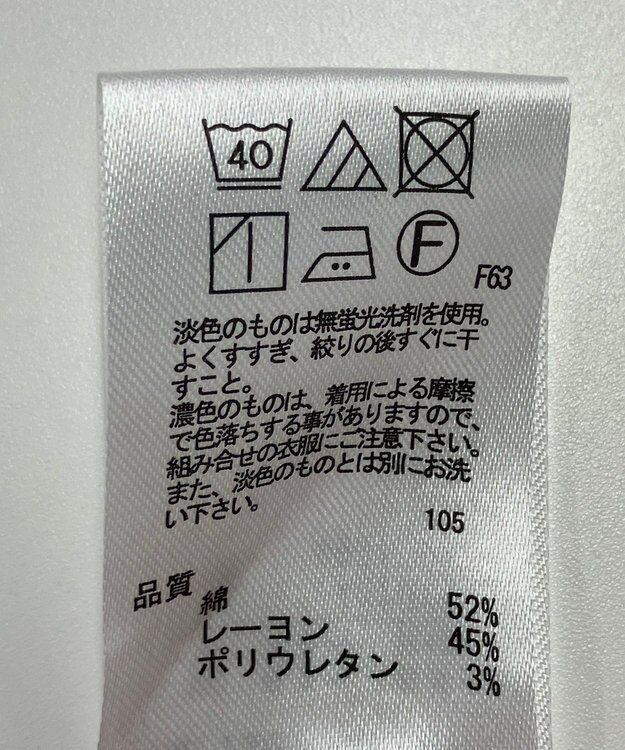 40
F
F63
淡色のものは無蛍光洗剤を使用。
よくすすぎ、絞りの後すぐに干
すこと。
濃色のものは、着用による摩擦
で色落ちする事がありますので、
組み合せの衣服にご注意下さい。
また、淡色のものとは別にお洗
い下さい。
105
品質 綿 52%
レーヨン 45%
ポリウレタン 3%